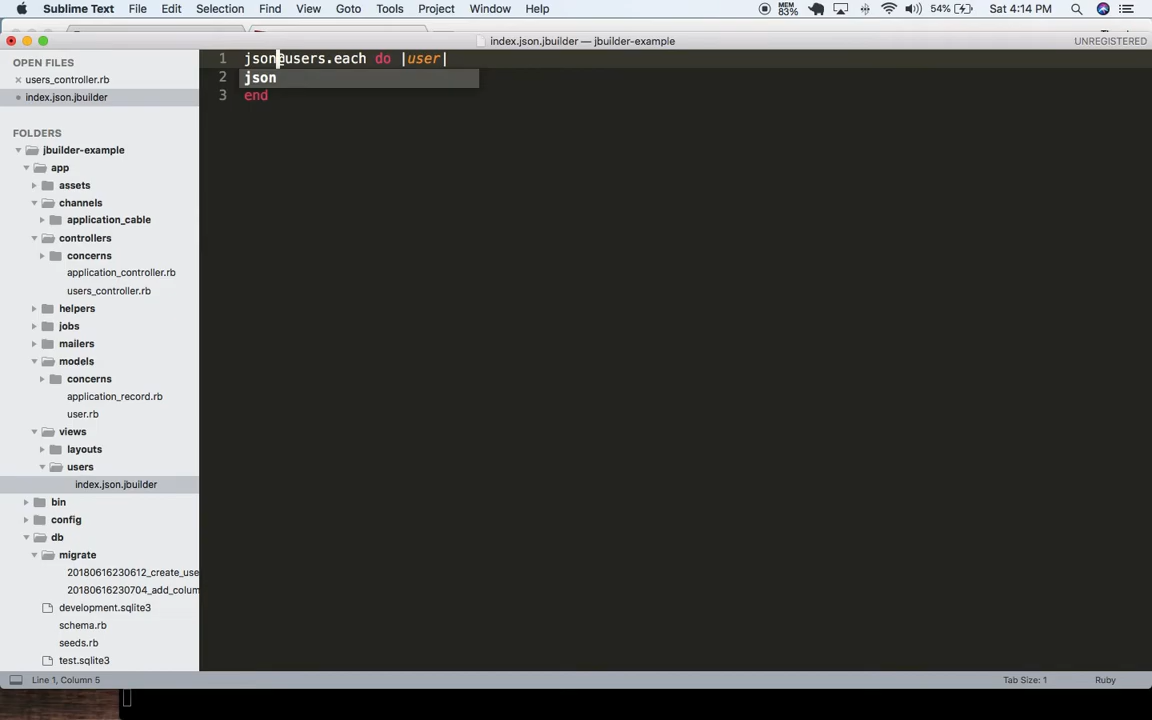 Sublime Text File Edit Selection Find View Goto Tools Project Window Help MEM 83% 54% Sat 4:14 PM
index.json.jbuilder — jbuilder-example UNREGISTERED
OPEN FILES
users_controller.rb
index.json.jbuilder
FOLDERS
jbuilder-example
app
assets
channels
application_cable
controllers
concerns
application_controller.rb
users_controller.rb
helpers
jobs
mailers
models
concerns
application_record.rb
user.rb
views
layouts
users
index.json.jbuilder
bin
config
db
migrate
20180616230612_create_use
20180616230704_add_colum
development.sqlite3
schema.rb
seeds.rb
test.sqlite3
1 json@users.each do |user|
2 json
3 end
Line 1, Column 5 Tab Size: 1 Ruby